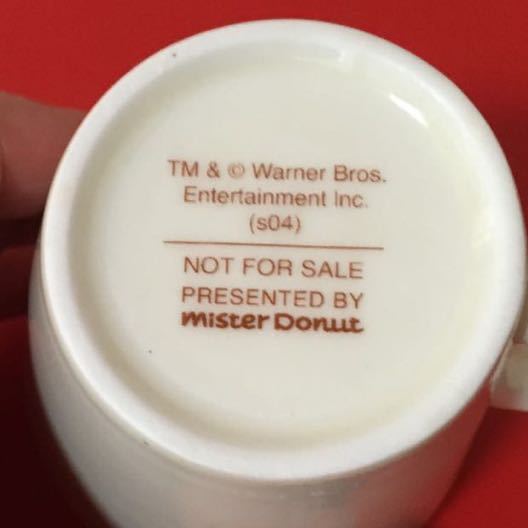 TM & © Warner Bros.
Entertainment Inc.
(s04)
NOT FOR SALE
PRESENTED BY
mister Donut